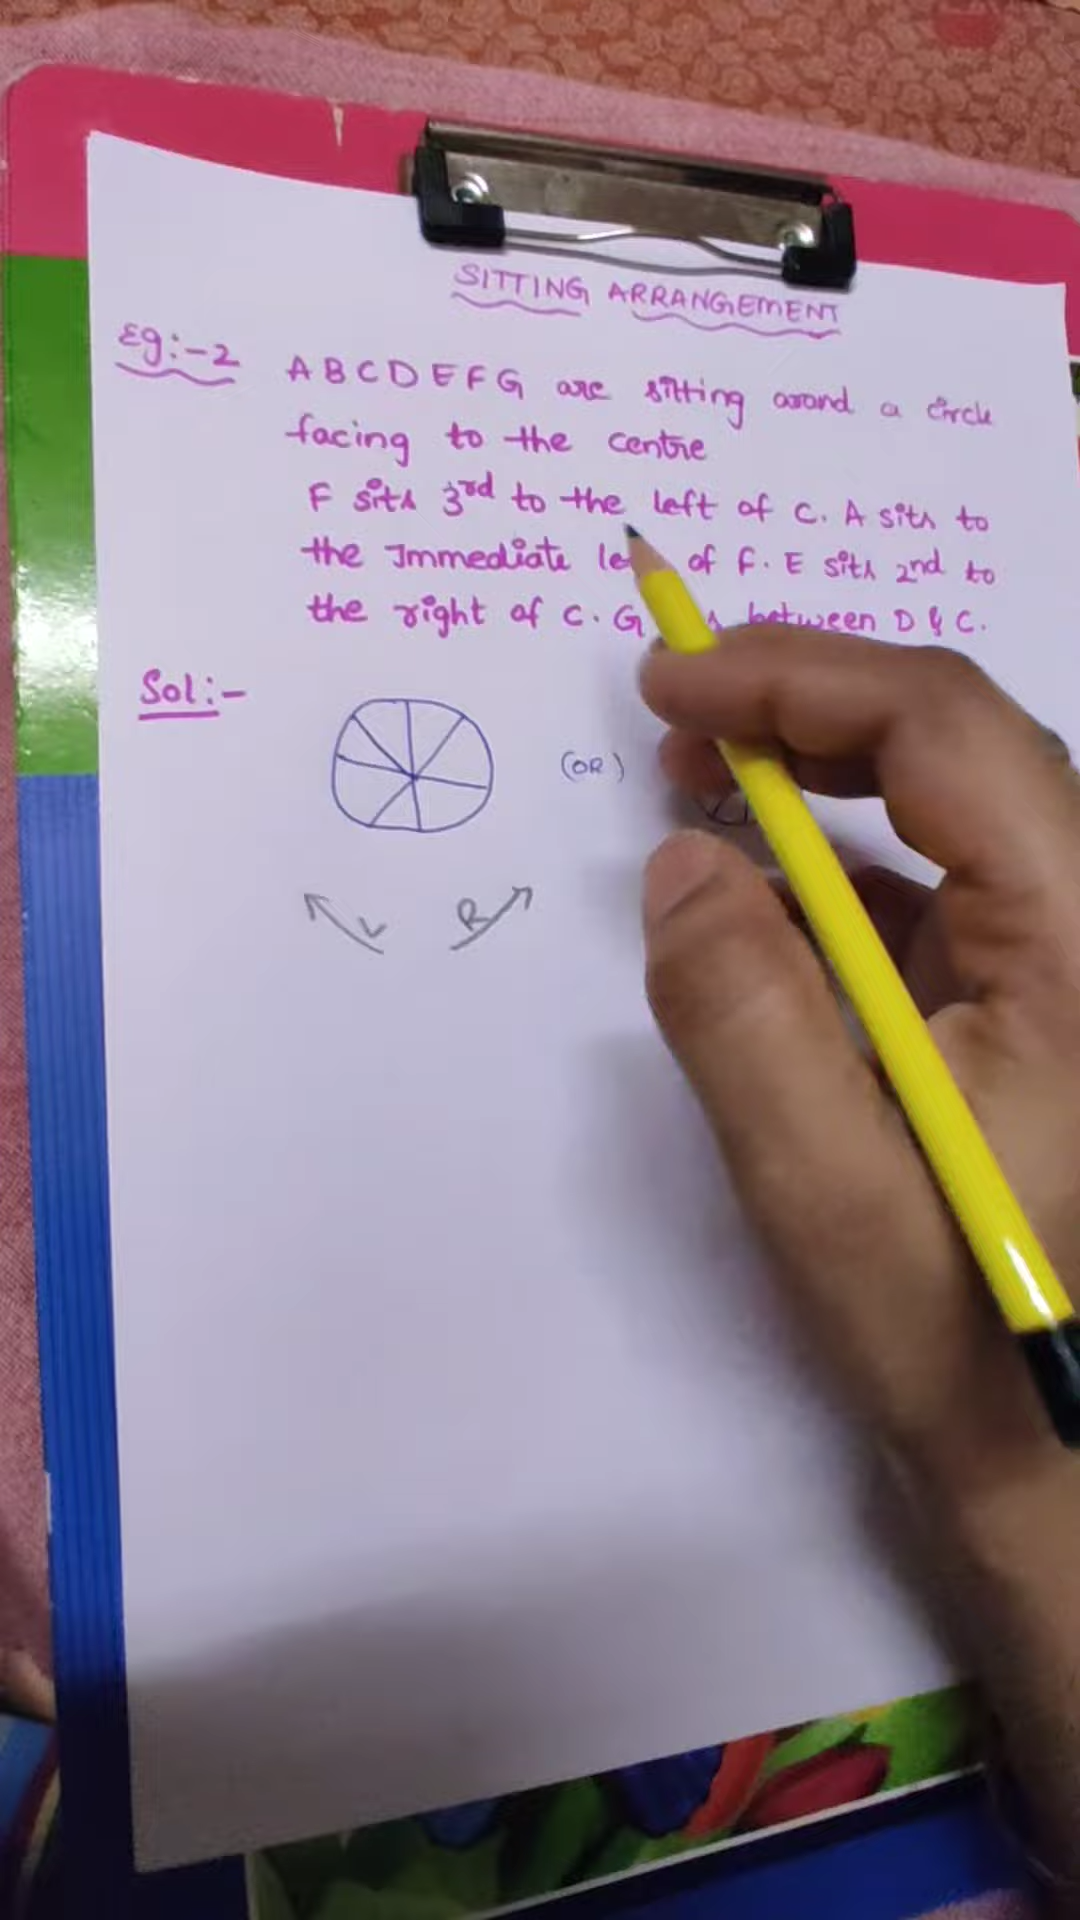 SITTING ARRANGEMENT
Eg:-2 A B C D E F G are sitting arond a circle
facing to the centre
F sits 3rd to the left of C. A sits to
the Immediate of F. E sits 2nd to
the right of C. G between D & C.
Sol:-
(OR)
L R